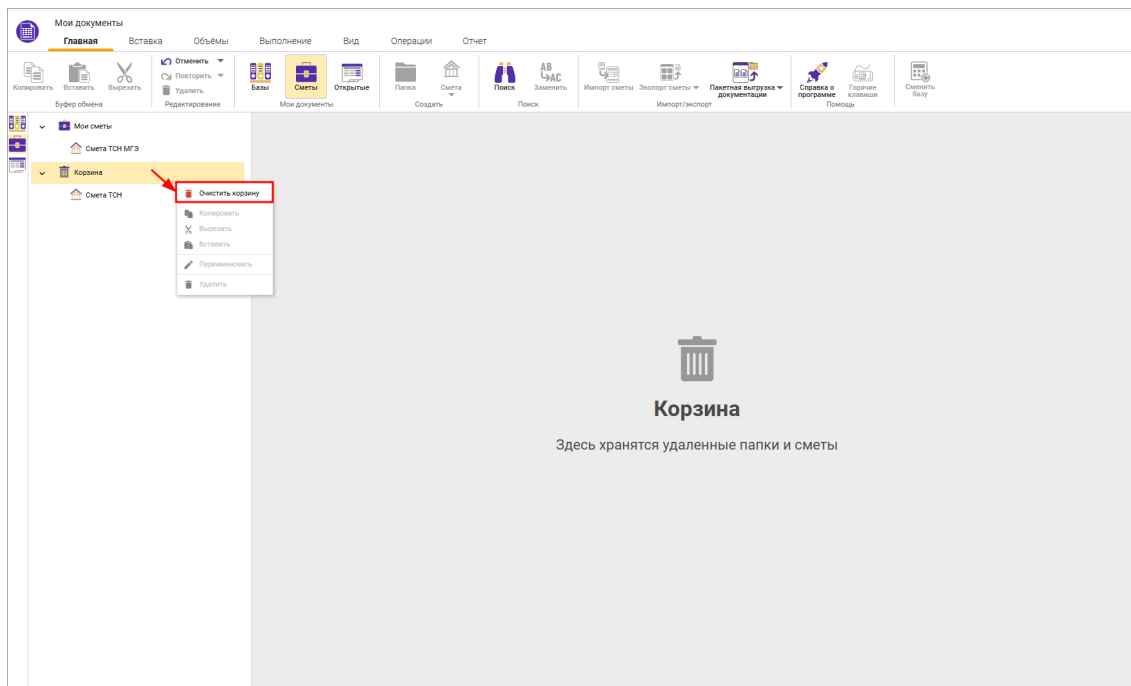 Мои документы
Главная Вставка Объёмы Выполнение Вид Операции Отчет
Копировать Вставить Вырезать
Отменить
Повторить
Удалить
Базы Сметы Открытые
Папка Смета
Поиск
AB
AC
Заменить
Импорт сметы Экспорт сметы Пакетная выгрузка документации
Справка о программе
Горячие клавиши
Сменить базу
Буфер обмена Редактирование Мои документы Создать Поиск Импорт/экспорт Помощь
Мои сметы
Смета ТСН МГЭ
Корзина
Смета ТСН
Очистить корзину
Копировать
Вырезать
Вставить
Переименовать
Удалить
Корзина
Здесь хранятся удаленные папки и сметы